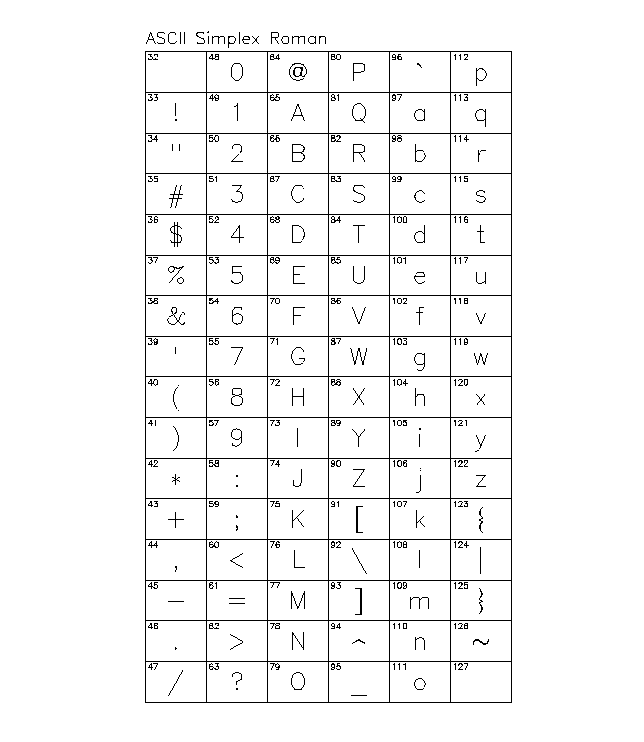 ASCII Simplex Roman
32 48 0 64 @ 80 P 96 ` 112 p
33 ! 49 1 65 A 81 Q 97 a 113 q
34 " 50 2 66 B 82 R 98 b 114 r
35 # 51 3 67 C 83 S 99 c 115 s
36 $ 52 4 68 D 84 T 100 d 116 t
37 % 53 5 69 E 85 U 101 e 117 u
38 & 54 6 70 F 86 V 102 f 118 v
39 ' 55 7 71 G 87 W 103 g 119 w
40 ( 56 8 72 H 88 X 104 h 120 x
41 ) 57 9 73 I 89 Y 105 i 121 y
42 * 58 : 74 J 90 Z 106 j 122 z
43 + 59 ; 75 K 91 [ 107 k 123 {
44 , 60 < 76 L 92 \ 108 l 124 |
45 – 61 = 77 M 93 ] 109 m 125 }
46 . 62 > 78 N 94 ^ 110 n 126 ~
47 / 63 ? 79 O 95 _ 111 o 127